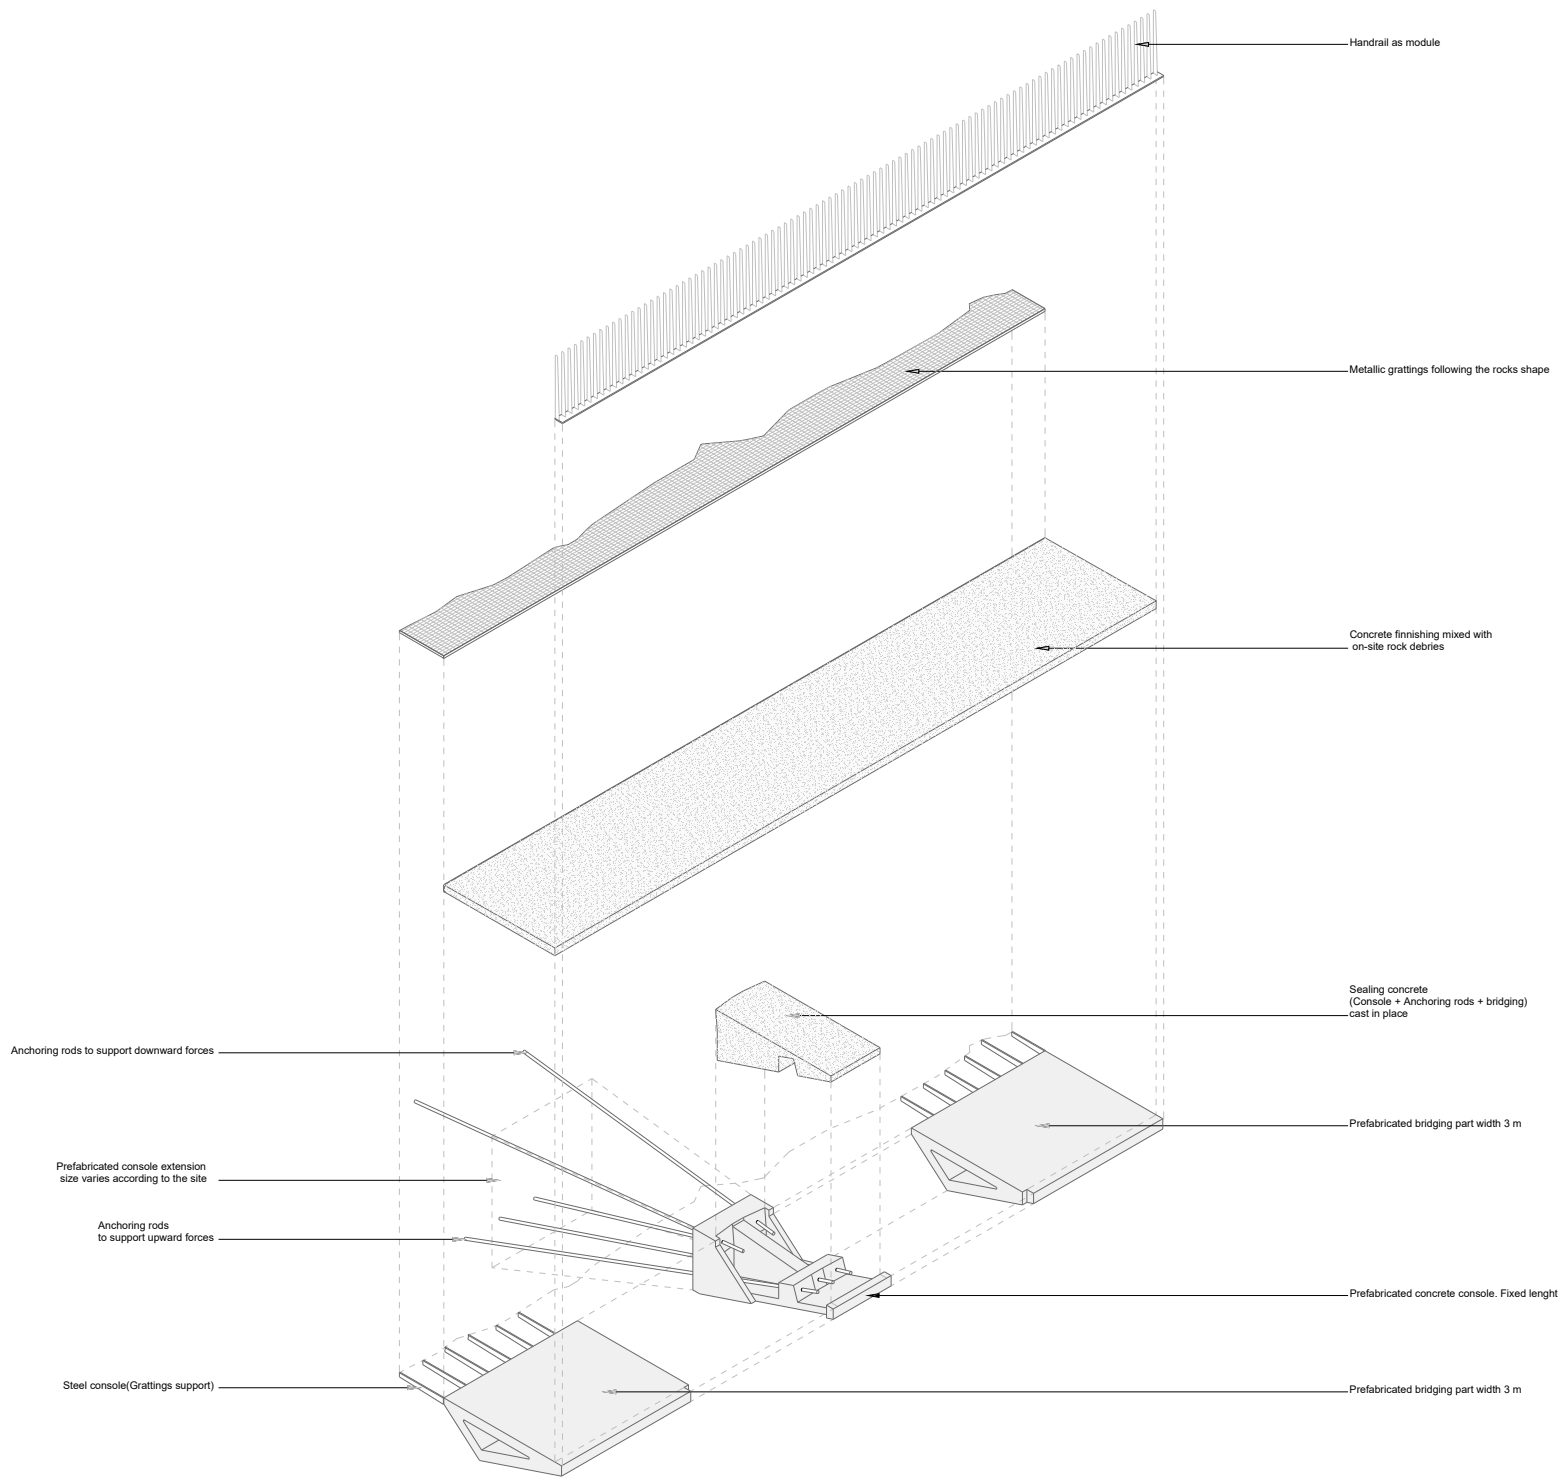 Handrail as module
Metallic grattings following the rocks shape
Concrete finnishing mixed with
on-site rock debries
Sealing concrete
(Console + Anchoring rods + bridging)
cast in place
Anchoring rods to support downward forces
Prefabricated bridging part width 3 m
Prefabricated console extension
size varies according to the site
Anchoring rods
to support upward forces
Prefabricated concrete console. Fixed lenght
Steel console(Grattings support)
Prefabricated bridging part width 3 m